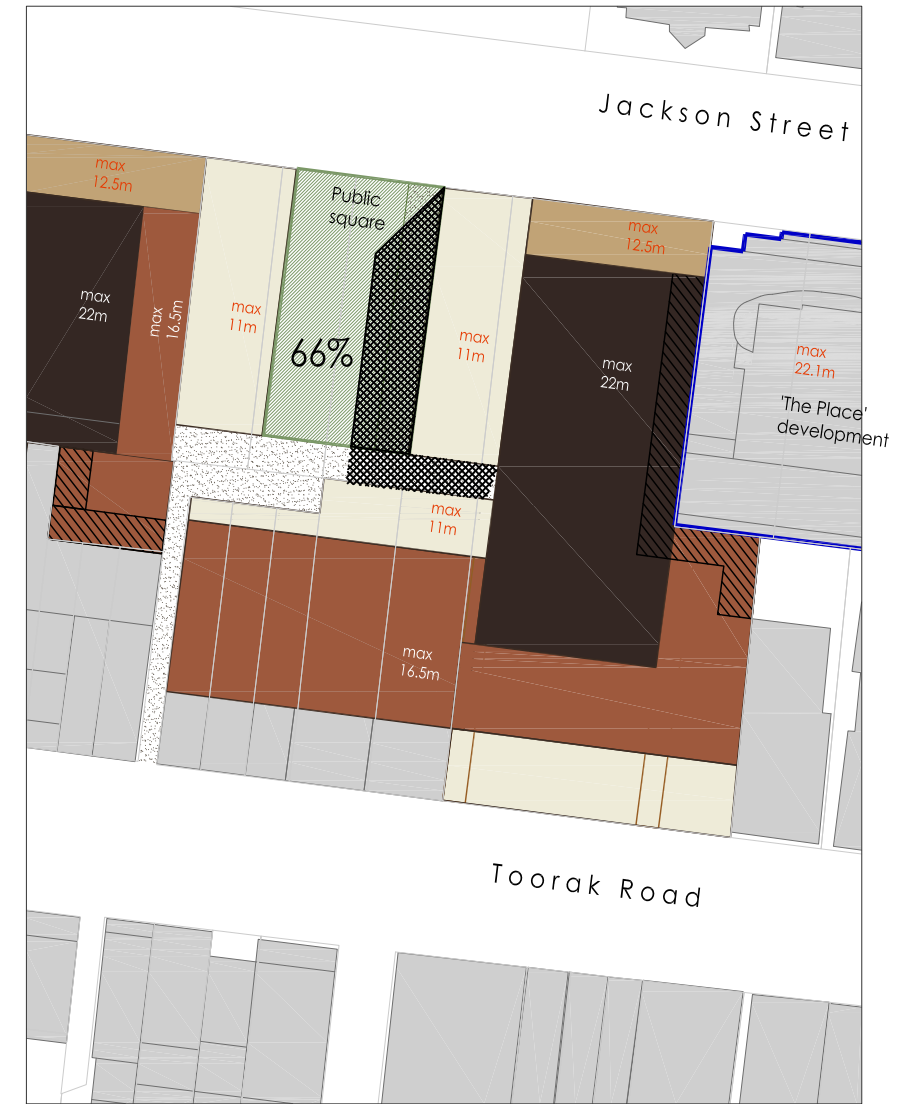 Jackson Street
max
12.5m
Public
square
max
12.5m
max
22m
max
16.5m
max
11m
66%
max
11m
max
22m
max
22.1m
'The Place'
development
max
11m
max
16.5m
Toorak Road